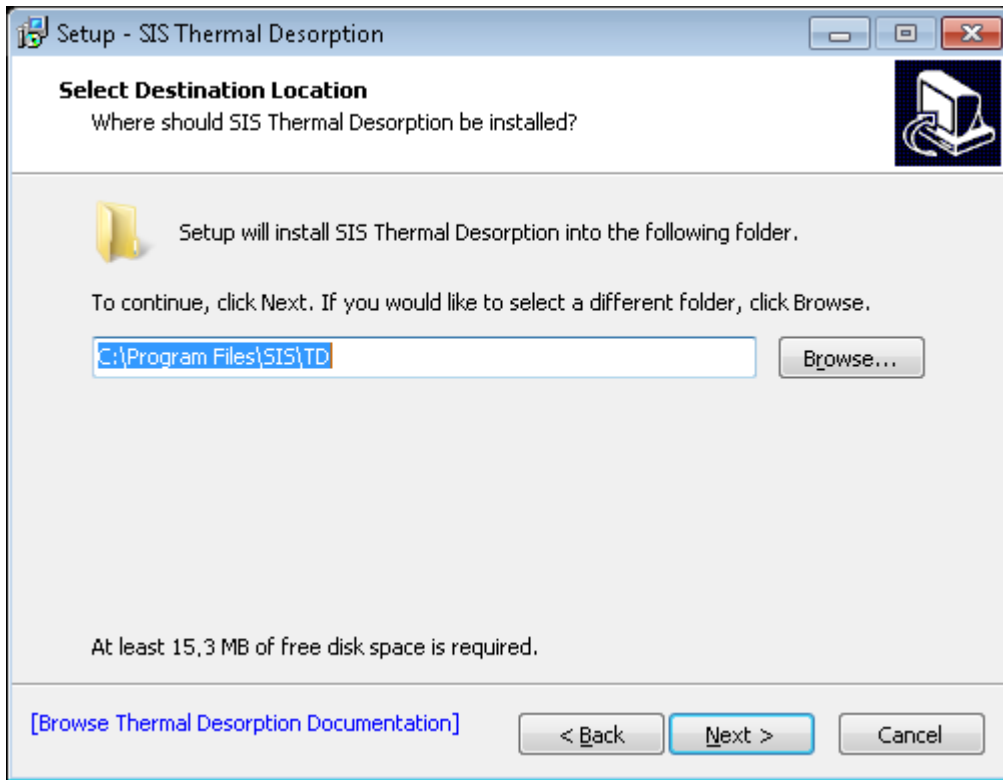 Setup - SIS Thermal Desorption
Select Destination Location
Where should SIS Thermal Desorption be installed?
Setup will install SIS Thermal Desorption into the following folder.
To continue, click Next. If you would like to select a different folder, click Browse.
C:\Program Files\SIS\TD
Browse...
At least 15,3 MB of free disk space is required.
[Browse Thermal Desorption Documentation]
< Back
Next >
Cancel